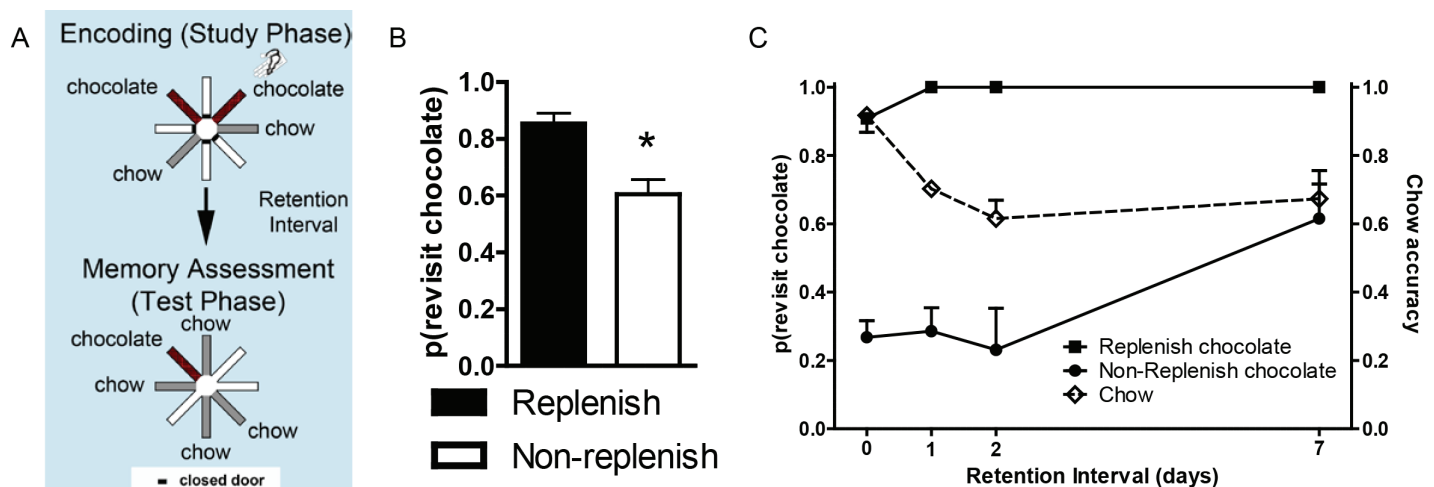 A
Encoding (Study Phase)
chocolate
chocolate
chow
chow
Retention
Interval
Memory Assessment
(Test Phase)
chow
chocolate
chow
chow
chow
closed door
B
p(revisit chocolate)
1.0
0.8
0.6
0.4
0.2
0.0
*
Replenish
Non-replenish
C
p(revisit chocolate)
1.0
0.8
0.6
0.4
0.2
0.0
Replenish chocolate
Non-Replenish chocolate
Chow
0 1 2 7
Retention Interval (days)
1.0
0.8
0.6
0.4
0.2
0.0
Chow accuracy